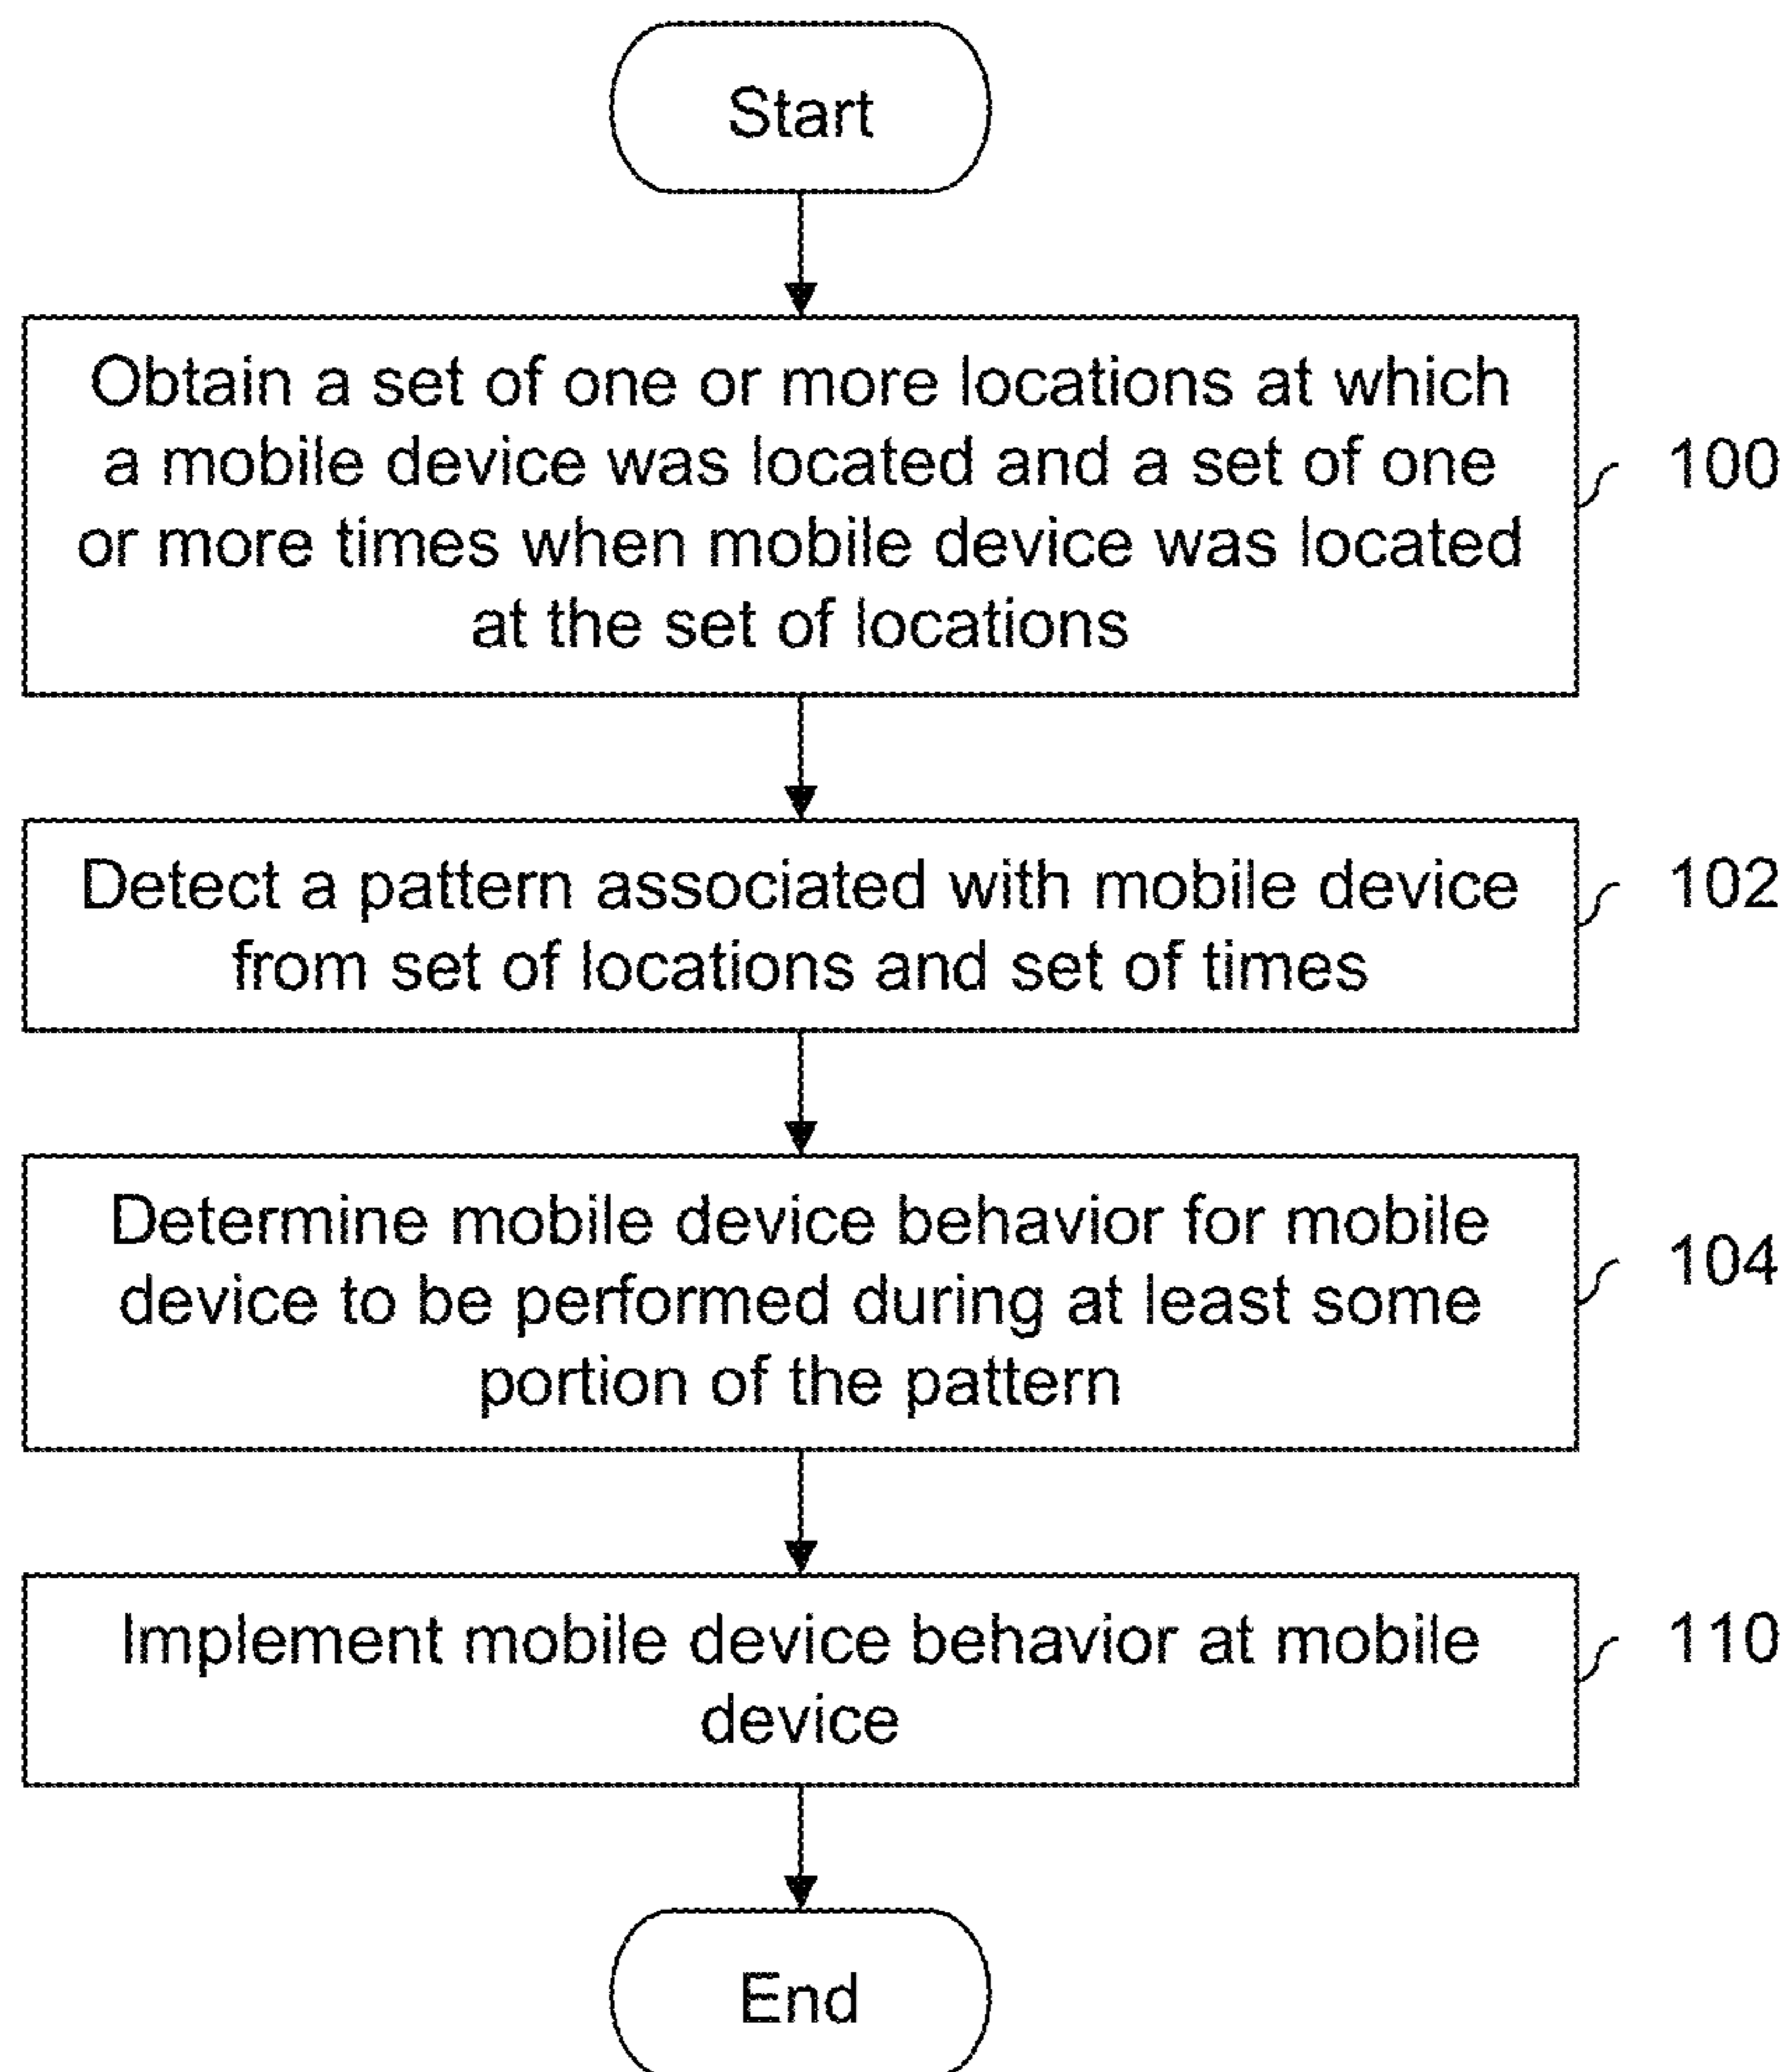 Start
Obtain a set of one or more locations at which
a mobile device was located and a set of one
or more times when mobile device was located
at the set of locations
100
Detect a pattern associated with mobile device
from set of locations and set of times
102
Determine mobile device behavior for mobile
device to be performed during at least some
portion of the pattern
104
Implement mobile device behavior at mobile
device
110
End